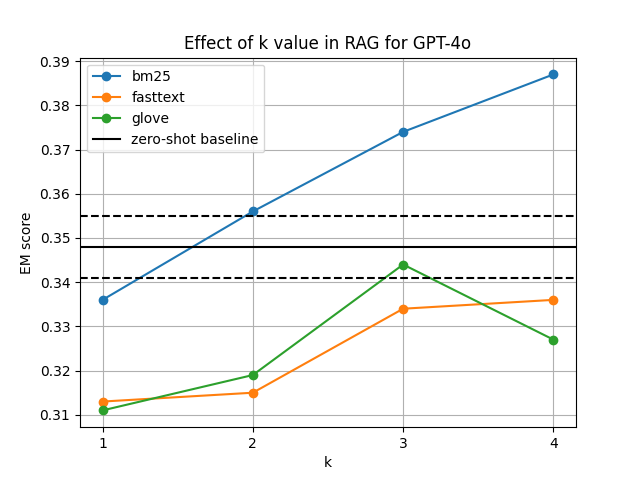 Effect of k value in RAG for GPT-4o
bm25
fasttext
glove
zero-shot baseline
EM score
0.39
0.38
0.37
0.36
0.35
0.34
0.33
0.32
0.31
1 2 3 4
k